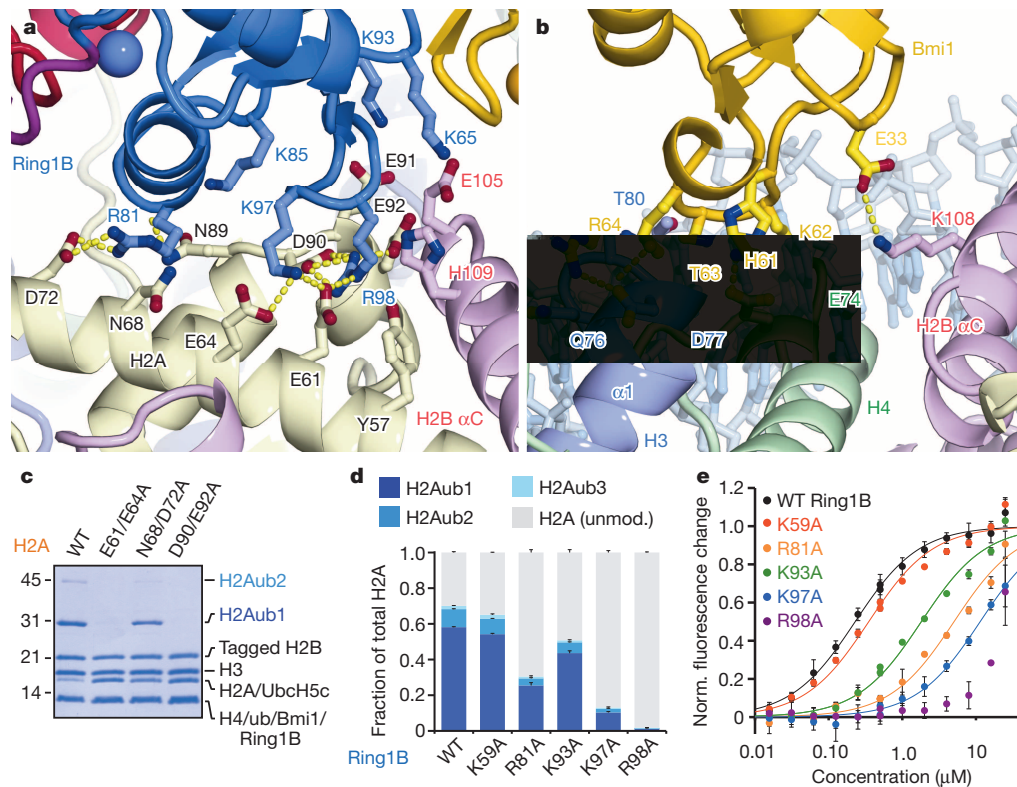 a
K93
Ring1B
K85
K65
E91
E105
R81
K97
E92
N89
D90
H109
D72
R98
N68
H2A
E64
E61
Y57
H2B αC
b
Bmi1
E33
T80
R64
K108
K62
H61
T63
E74
H2B αC
Q76
D77
α1
H4
H3
c
H2A
WT
E61/E64A
N68/D72A
D90/E92A
45
H2Aub2
31
H2Aub1
Tagged H2B
21
H3
H2A/UbcH5c
14
H4/ub/Bmi1/
Ring1B
d
H2Aub1
H2Aub3
H2Aub2
H2A (unmod.)
Fraction of total H2A
1.0
0.8
0.6
0.4
0.2
0
Ring1B
WT
K59A
R81A
K93A
K97A
R98A
e
Norm. fluorescence change
1.2
1.0
0.8
0.6
0.4
0.2
0
WT Ring1B
K59A
R81A
K93A
K97A
R98A
0.01
0.1
1.0
10
Concentration (μM)